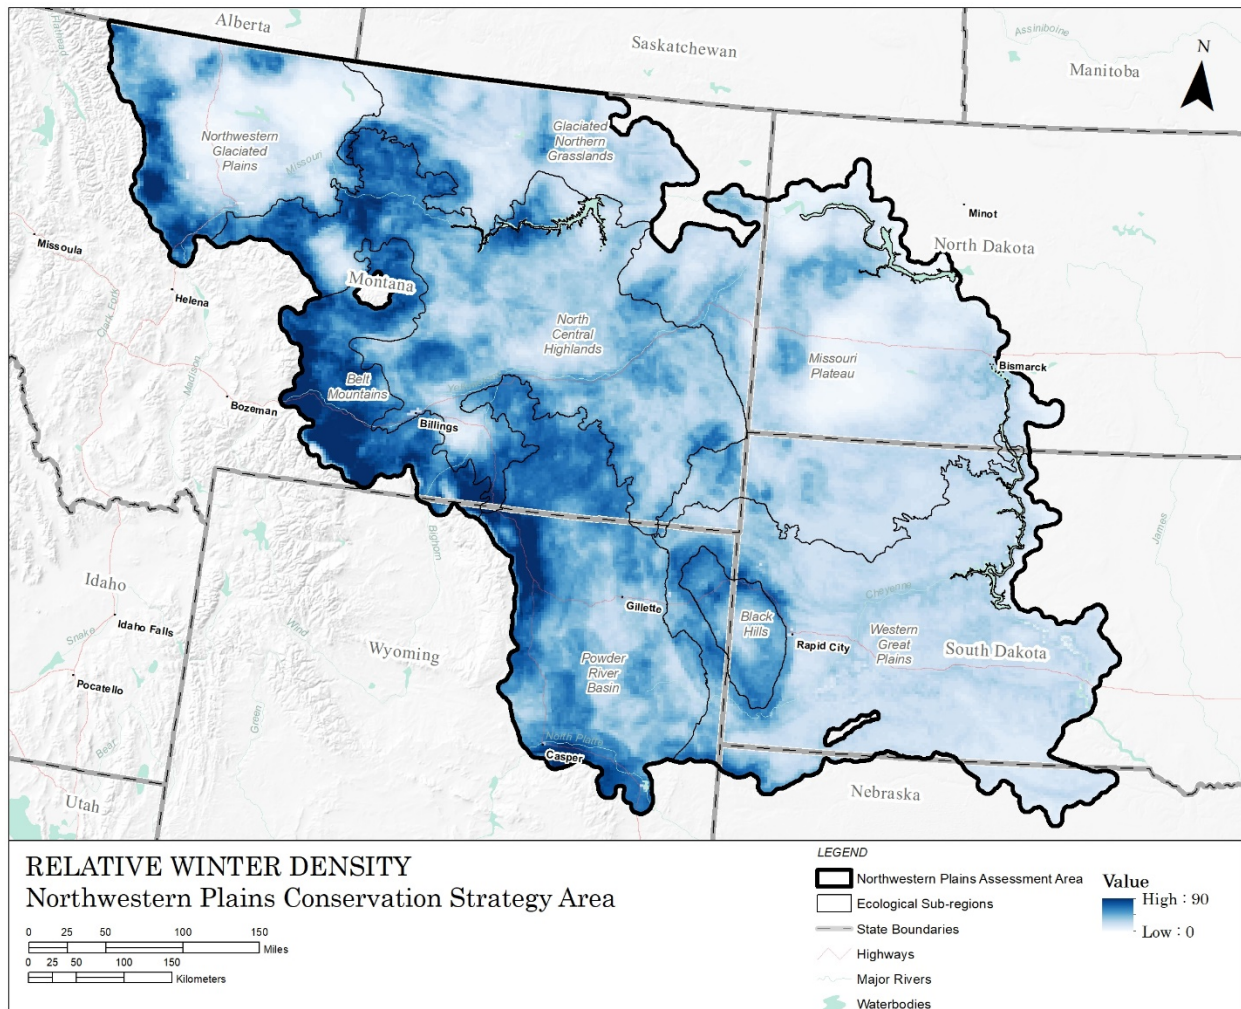 Alberta
Saskatchewan
Manitoba
Assiniboine
Flathead
N
Northwestern
Glaciated
Plains
Missouri
Glaciated
Northern
Grasslands
Minot
North Dakota
Missoula
Helena
Montana
Clark Fork
Madison
North
Central
Highlands
Missouri
Plateau
Bismarck
Belt
Mountains
Bozeman
Billings
Bighorn
James
Idaho
Idaho Falls
Snake
Wind
Wyoming
Gillette
Black
Hills
Cheyenne
Rapid City
Western
Great
Plains
South Dakota
Powder
River
Basin
Pocatello
Green
Bear
North Platte
Casper
Utah
Nebraska
RELATIVE WINTER DENSITY
Northwestern Plains Conservation Strategy Area
0 25 50 100 150
Miles
0 25 50 100 150
Kilometers
LEGEND
Northwestern Plains Assessment Area
Ecological Sub-regions
State Boundaries
Highways
Major Rivers
Waterbodies
Value
High : 90
Low : 0